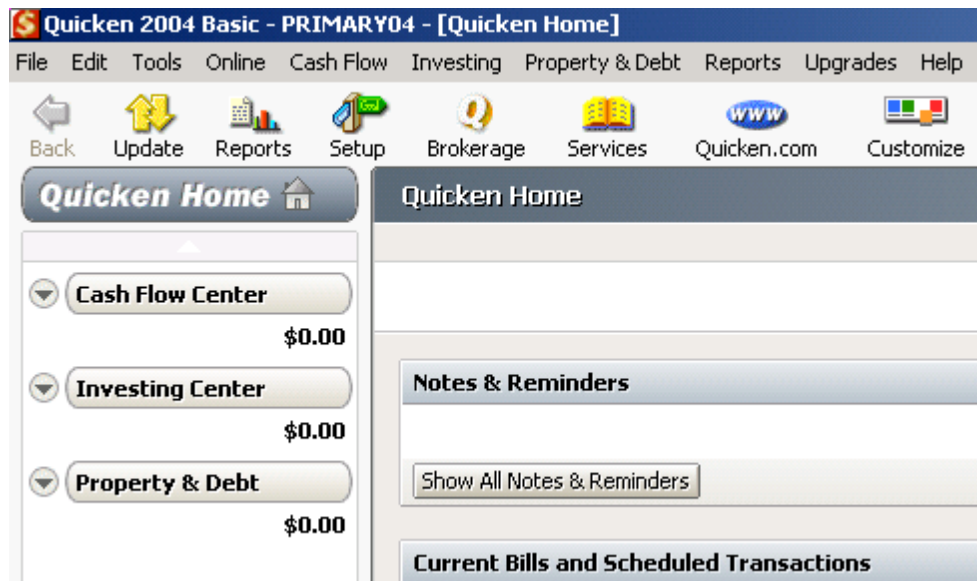 Quicken 2004 Basic - PRIMARY04 - [Quicken Home]
File Edit Tools Online Cash Flow Investing Property & Debt Reports Upgrades Help
WWW
Back Update Reports Setup Brokerage Services Quicken.com Customize
Quicken Home
Quicken Home
Cash Flow Center
$0.00
Investing Center
$0.00
Property & Debt
$0.00
Notes & Reminders
Show All Notes & Reminders
Current Bills and Scheduled Transactions